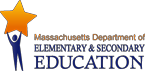 Massachusetts Department of
ELEMENTARY & SECONDARY
EDUCATION